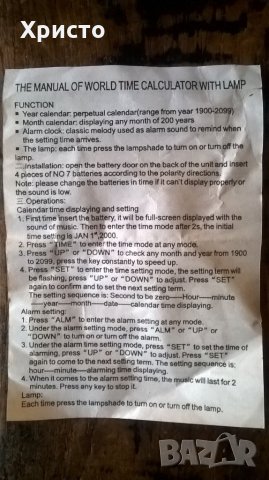 Христо
THE MANUAL OF WORLD TIME CALCULATOR WITH LAMP
FUNCTION
■ Year calendar: perpetual calendar(range from year 1900-2099)
■ Month calendar: displaying any month of 200 years
■ Alarm clock: classic melody used as alarm sound to remind when
the setting time arrives.
■ The lamp: each time press the lampshade to turn on or turn off the
lamp.
二.Installation: open the battery door on the back of the unit and insert
4 pieces of NO 7 batteries according to the polarity directions.
Note: please change the batteries in time if it can't display properly or
the sound is low.
三. Operations:
Calendar time displaying and setting
1: First time insert the battery, it will be full-screen displayed with the
sound of music. Then to enter the time mode after 2s, the initial
time setting is JAN 1st,2000.
2. Press "TIME" to enter the time mode at any mode.
3. Press "UP" or "DOWN" to check any month and year from 1900
to 2099, press the key constantly to speed up.
4. Press "SET" to enter the time setting mode, the setting term will
be flashing, press "UP" or "DOWN" to adjust. Press "SET"
again to confirm and to set the next setting term.
The setting sequence is: Second to be zero----Hour----minute
----year----month----date----calendar time displaying.
Alarm setting:
1. Press "ALM" to enter the alarm setting at any mode.
2. Under the alarm setting mode, press "ALM" or "UP" or
"DOWN" to turn on or turn off the alarm.
3. Under the alarm time setting mode, press "SET" to set the time of
alarming, press "UP" or "DOWN" to adjust. Press "SET"
again to come to the next setting term. The setting sequence is:
hour----minute----alarming time displaying.
4. When it comes to the alarm setting time, the music will last for 2
minutes. Press any key to stop it.
Lamp:
Each time press the lampshade to turn on or turn off the lamp.
BAZAR